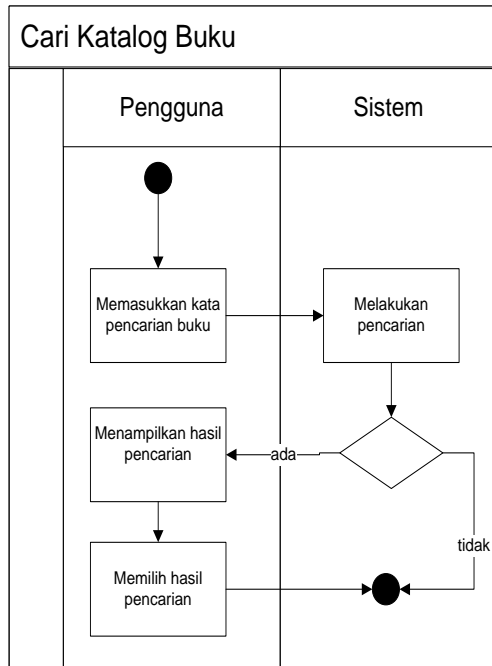 Cari Katalog Buku
Pengguna
Sistem
Memasukkan kata
pencarian buku
Melakukan
pencarian
Menampilkan hasil
pencarian
ada
tidak
Memilih hasil
pencarian